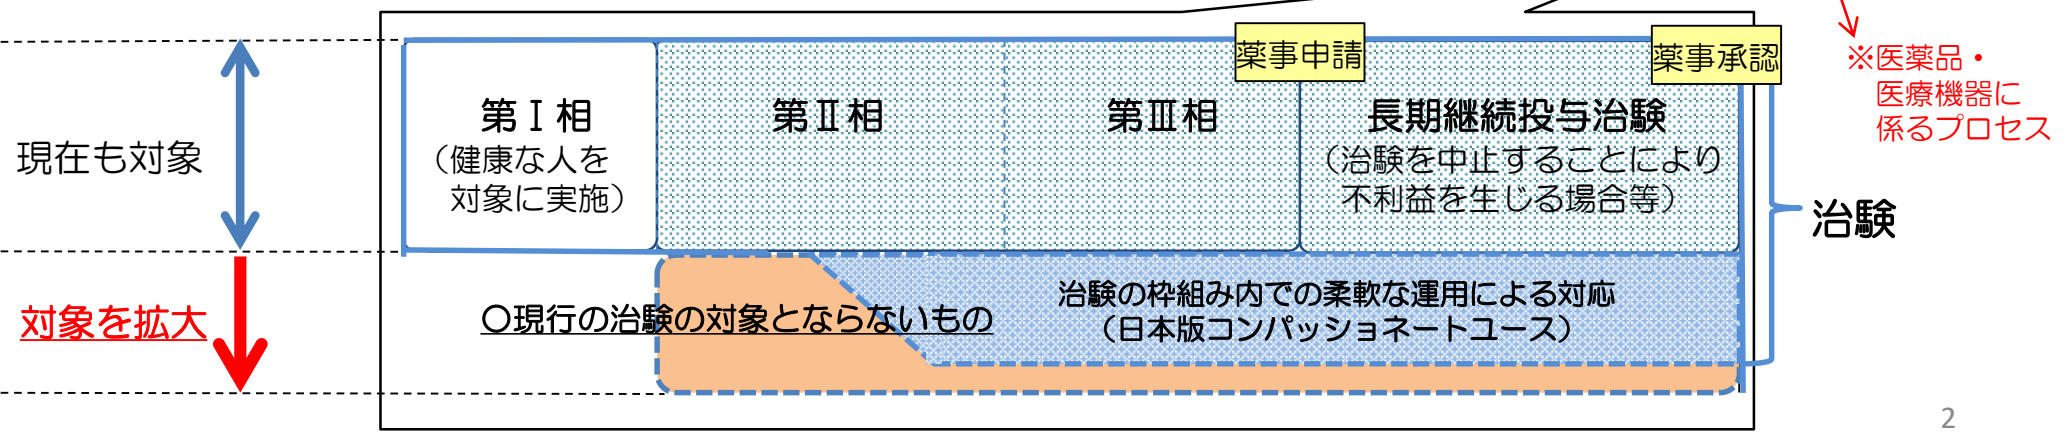 薬事申請
薬事承認
※医薬品・
医療機器に
係るプロセス
現在も対象
第Ⅰ相
（健康な人を
対象に実施）
第Ⅱ相
第Ⅲ相
長期継続投与治験
（治験を中止することにより
不利益を生じる場合等）
治験
対象を拡大
〇現行の治験の対象とならないもの
治験の枠組み内での柔軟な運用による対応
（日本版コンパッショネートユース）
2